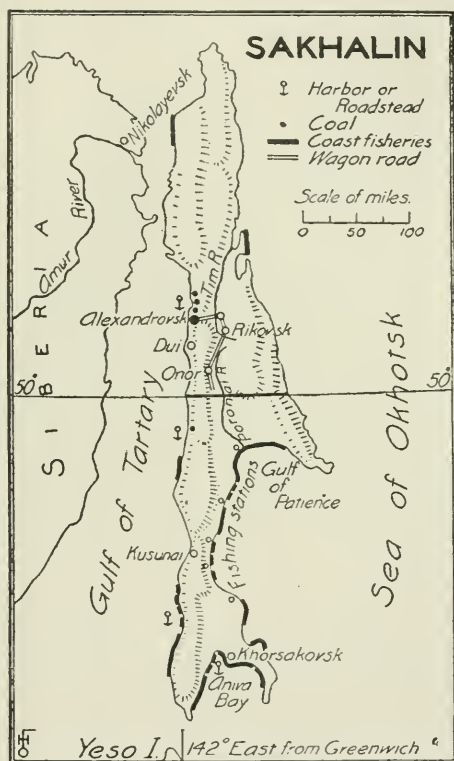 SAKHALIN
Harbor or
Roadstead
Coal
Coast fisheries
Wagon road
Scale of miles.
0 50 100
Nikolayevsk
Amur River
SIBERIA
Tim R.
Alexandrovsk
Rikovsk
Dui
Onor
50° 50°
Poronai R.
Gulf of Tartary
Gulf of
Patience
Sea of Okhotsk
Fishing stations
Kusunai
Khorsakovsk
Aniva
Bay
Yeso I. 142° East from Greenwich